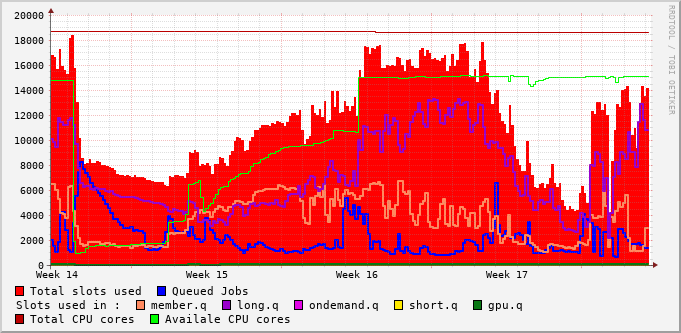 20000
18000
16000
14000
12000
10000
8000
6000
4000
2000
0
Week 14 Week 15 Week 16 Week 17
RRDTOOL / TOBI OETIKER
Total slots used Queued Jobs
Slots used in : member.q long.q ondemand.q short.q gpu.q
Total CPU cores Availale CPU cores